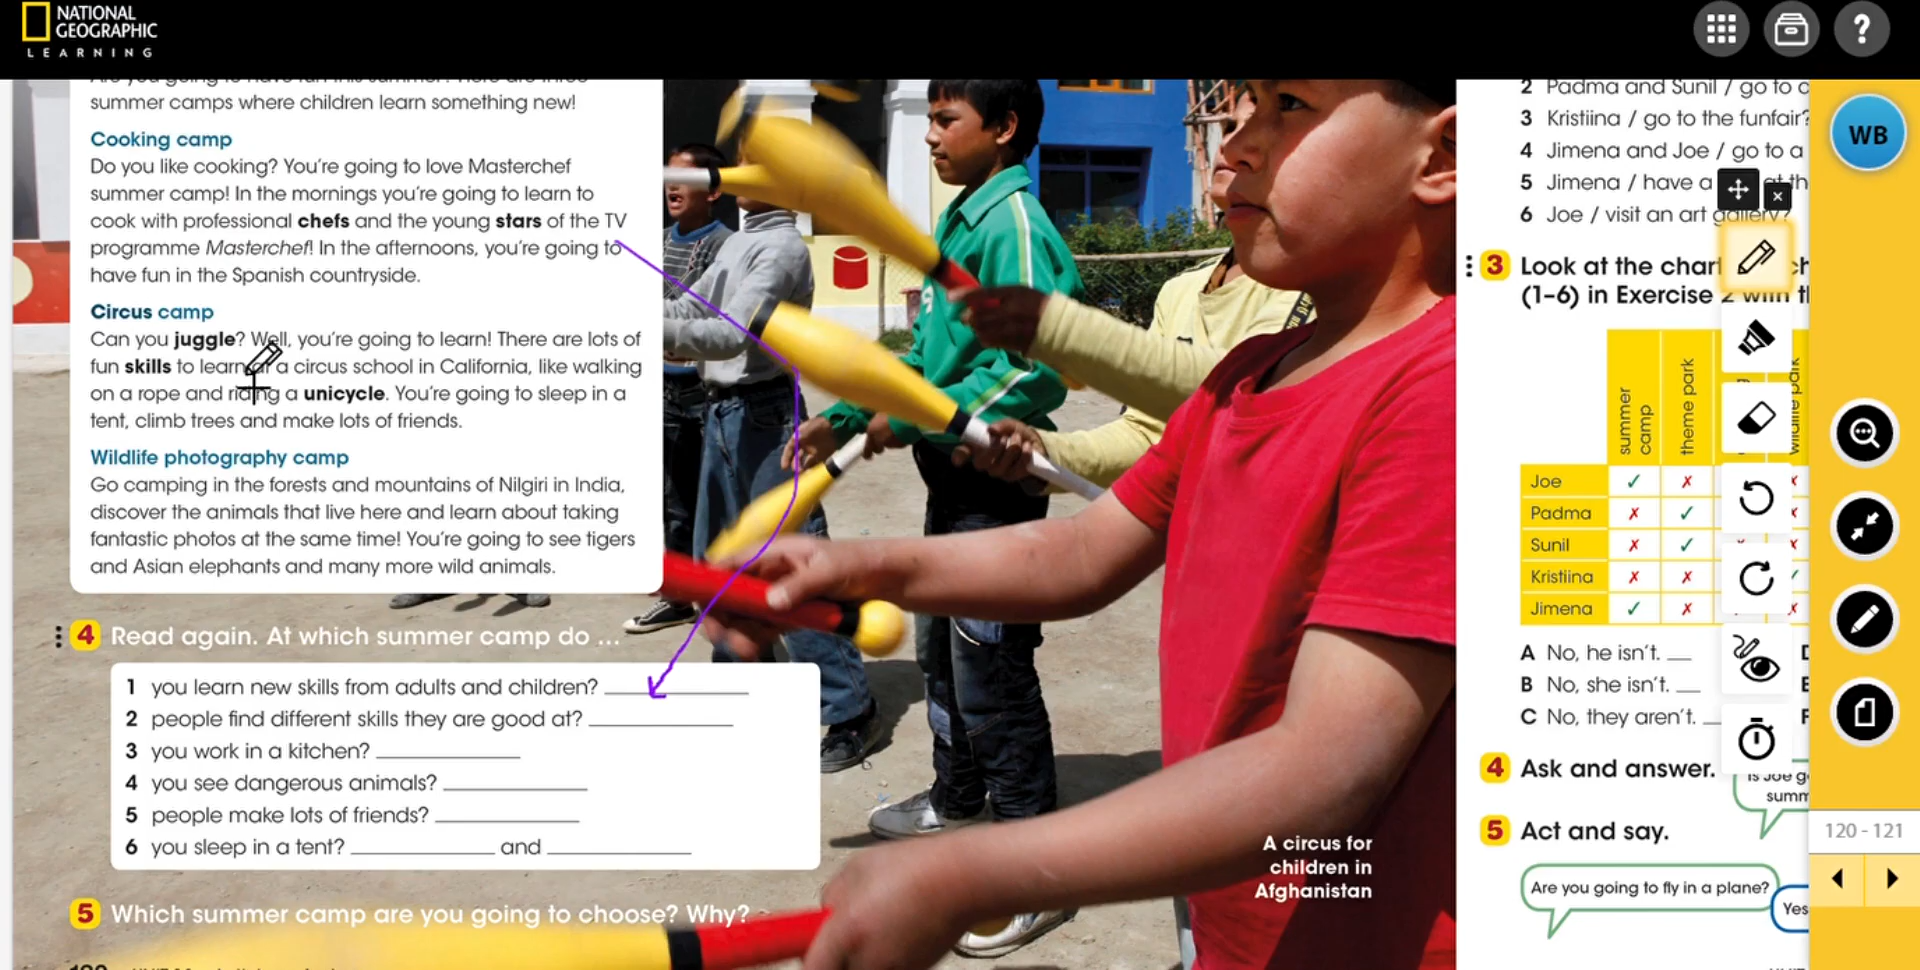 NATIONAL
GEOGRAPHIC
LEARNING
summer camps where children learn something new!
Cooking camp
Do you like cooking? You're going to love Masterchef
summer camp! In the mornings you're going to learn to
cook with professional chefs and the young stars of the TV
programme Masterchef! In the afternoons, you're going to
have fun in the Spanish countryside.
Circus camp
Can you juggle? Well, you're going to learn! There are lots of
fun skills to learn at a circus school in California, like walking
on a rope and riding a unicycle. You're going to sleep in a
tent, climb trees and make lots of friends.
Wildlife photography camp
Go camping in the forests and mountains of Nilgiri in India,
discover the animals that live here and learn about taking
fantastic photos at the same time! You're going to see tigers
and Asian elephants and many more wild animals.
4 Read again. At which summer camp do ...
1 you learn new skills from adults and children?
2 people find different skills they are good at?
3 you work in a kitchen?
4 you see dangerous animals?
5 people make lots of friends?
6 you sleep in a tent? and
5 Which summer camp are you going to choose? Why?
A circus for
children in
Afghanistan
2 Padma and Sunil / go to a
3 Kristiina / go to the funfair?
4 Jimena and Joe / go to a
5 Jimena / have a at th
6 Joe / visit an art gallery?
3 Look at the chart
(1-6) in Exercise 2 with
summer camp
theme park
wildlife park
Joe ✓ ✗
Padma ✗ ✓
Sunil ✗ ✓
Kristiina ✗ ✗
Jimena ✓ ✗
A No, he isn't.
B No, she isn't.
C No, they aren't.
4 Ask and answer.
Is Joe g
summ
5 Act and say.
Are you going to fly in a plane?
Yes
WB
120 - 121
?